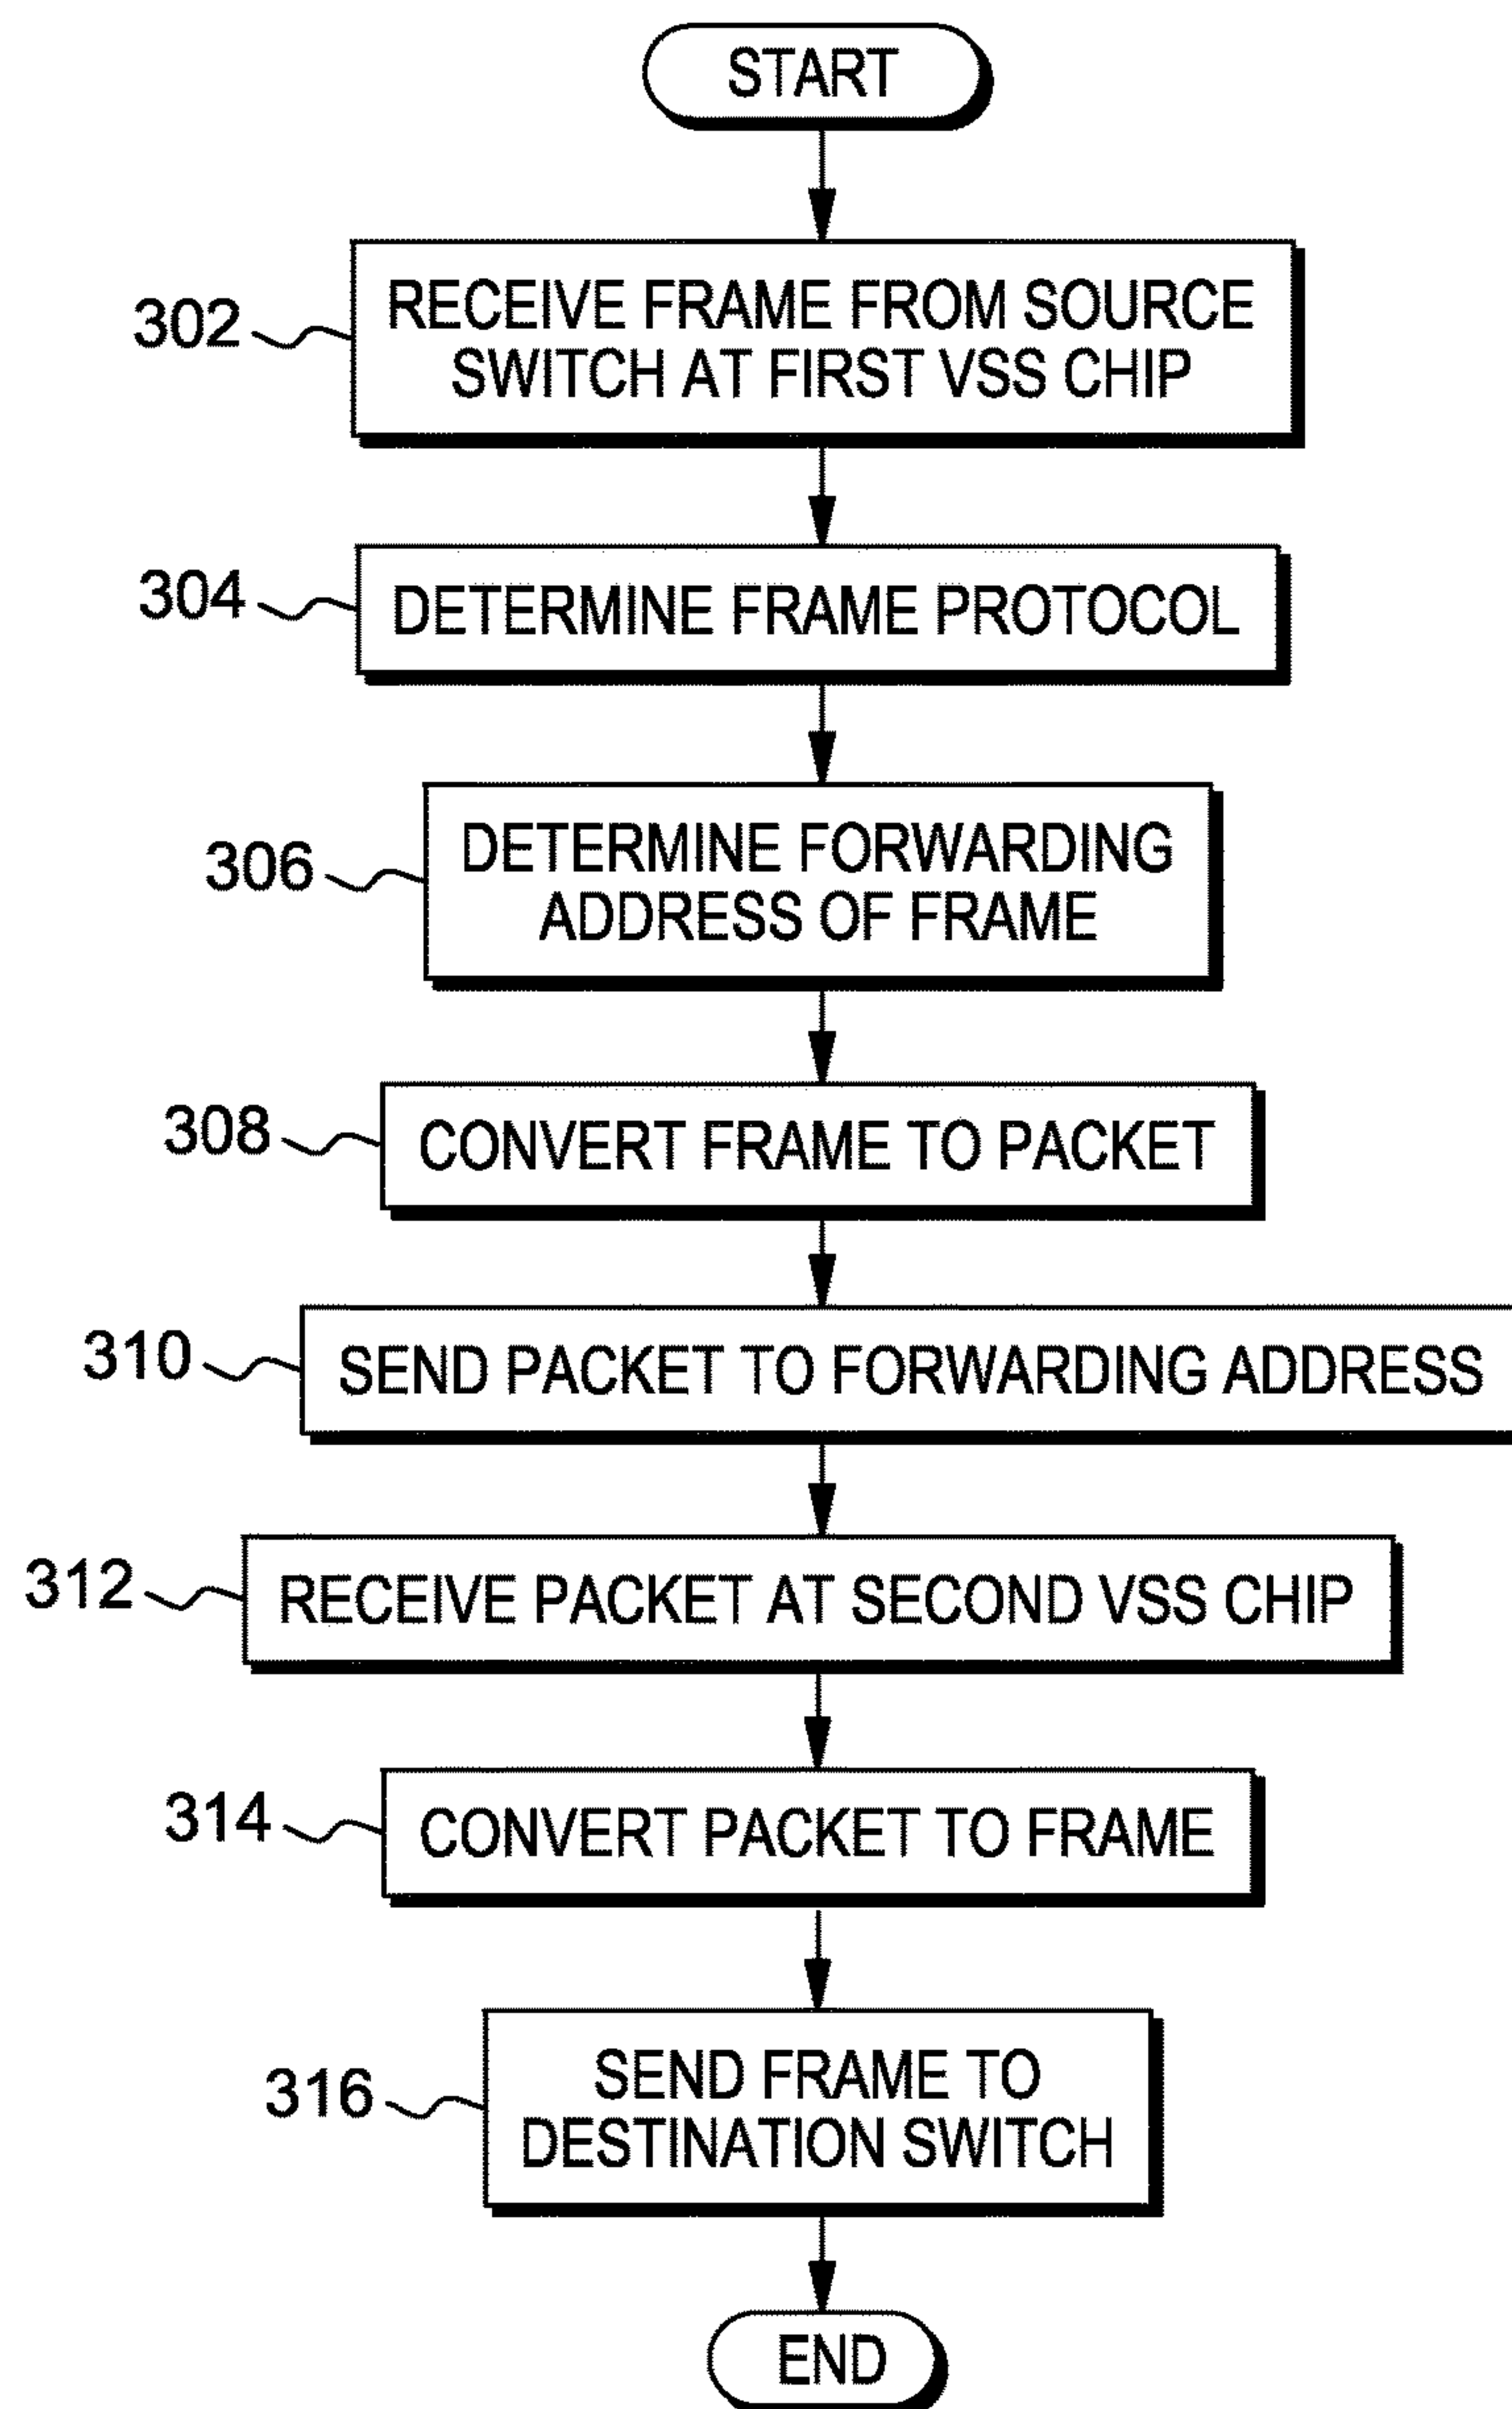 START
302
RECEIVE FRAME FROM SOURCE
SWITCH AT FIRST VSS CHIP
304
DETERMINE FRAME PROTOCOL
306
DETERMINE FORWARDING
ADDRESS OF FRAME
308
CONVERT FRAME TO PACKET
310
SEND PACKET TO FORWARDING ADDRESS
312
RECEIVE PACKET AT SECOND VSS CHIP
314
CONVERT PACKET TO FRAME
316
SEND FRAME TO
DESTINATION SWITCH
END